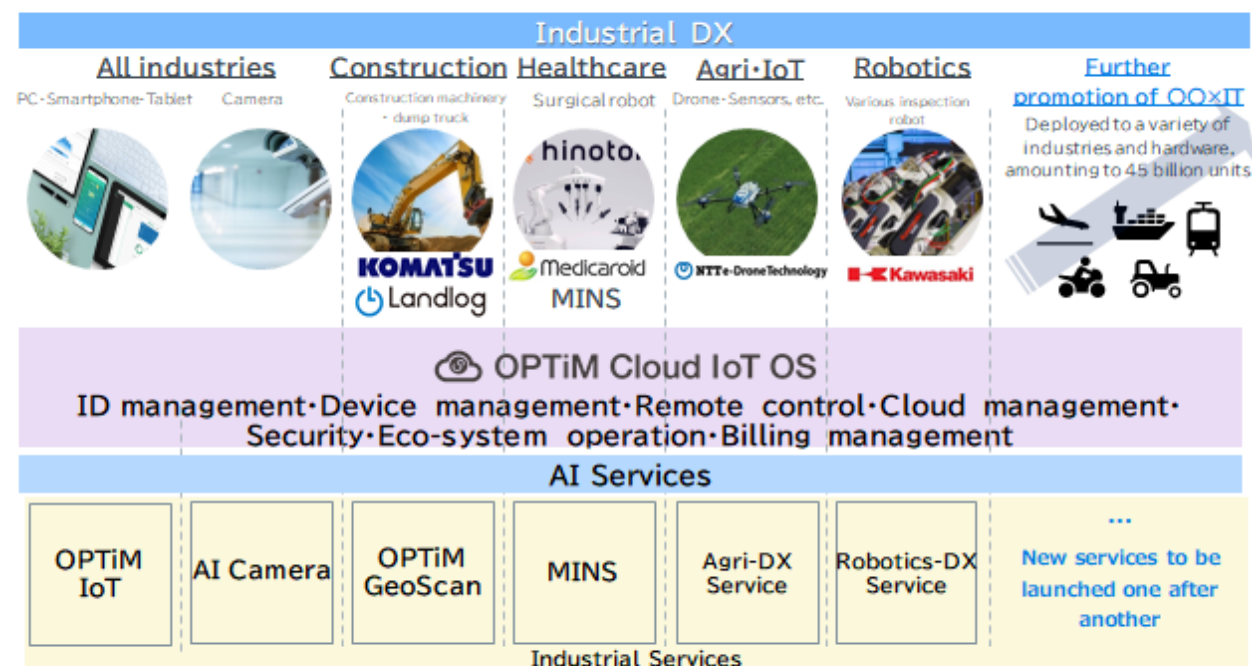 Industrial DX
All industries
PC・Smartphone・Tablet
Camera
Construction
Construction machinery
・dump truck
KOMATSU
Landlog
Healthcare
Surgical robot
hinotori
Medicaroid
MINS
Agri・IoT
Drone・Sensors, etc.
NTT e-Drone Technology
Robotics
Various inspection
robot
Kawasaki
Further
promotion of 〇〇×IT
Deployed to a variety of
industries and hardware,
amounting to 45 billion units
OPTiM Cloud IoT OS
ID management・Device management・Remote control・Cloud management・
Security・Eco-system operation・Billing management
AI Services
OPTiM
IoT
AI Camera
OPTiM
GeoScan
MINS
Agri-DX
Service
Robotics-DX
Service
...
New services to be
launched one after
another
Industrial Services